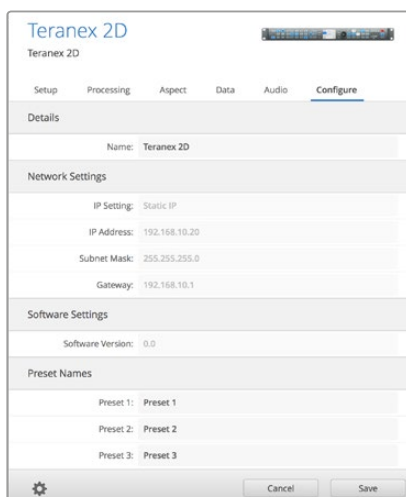 Teranex 2D
Teranex 2D
Setup Processing Aspect Data Audio Configure
Details
Name: Teranex 2D
Network Settings
IP Setting: Static IP
IP Address: 192.168.10.20
Subnet Mask: 255.255.255.0
Gateway: 192.168.10.1
Software Settings
Software Version: 0.0
Preset Names
Preset 1: Preset 1
Preset 2: Preset 2
Preset 3: Preset 3
Cancel Save